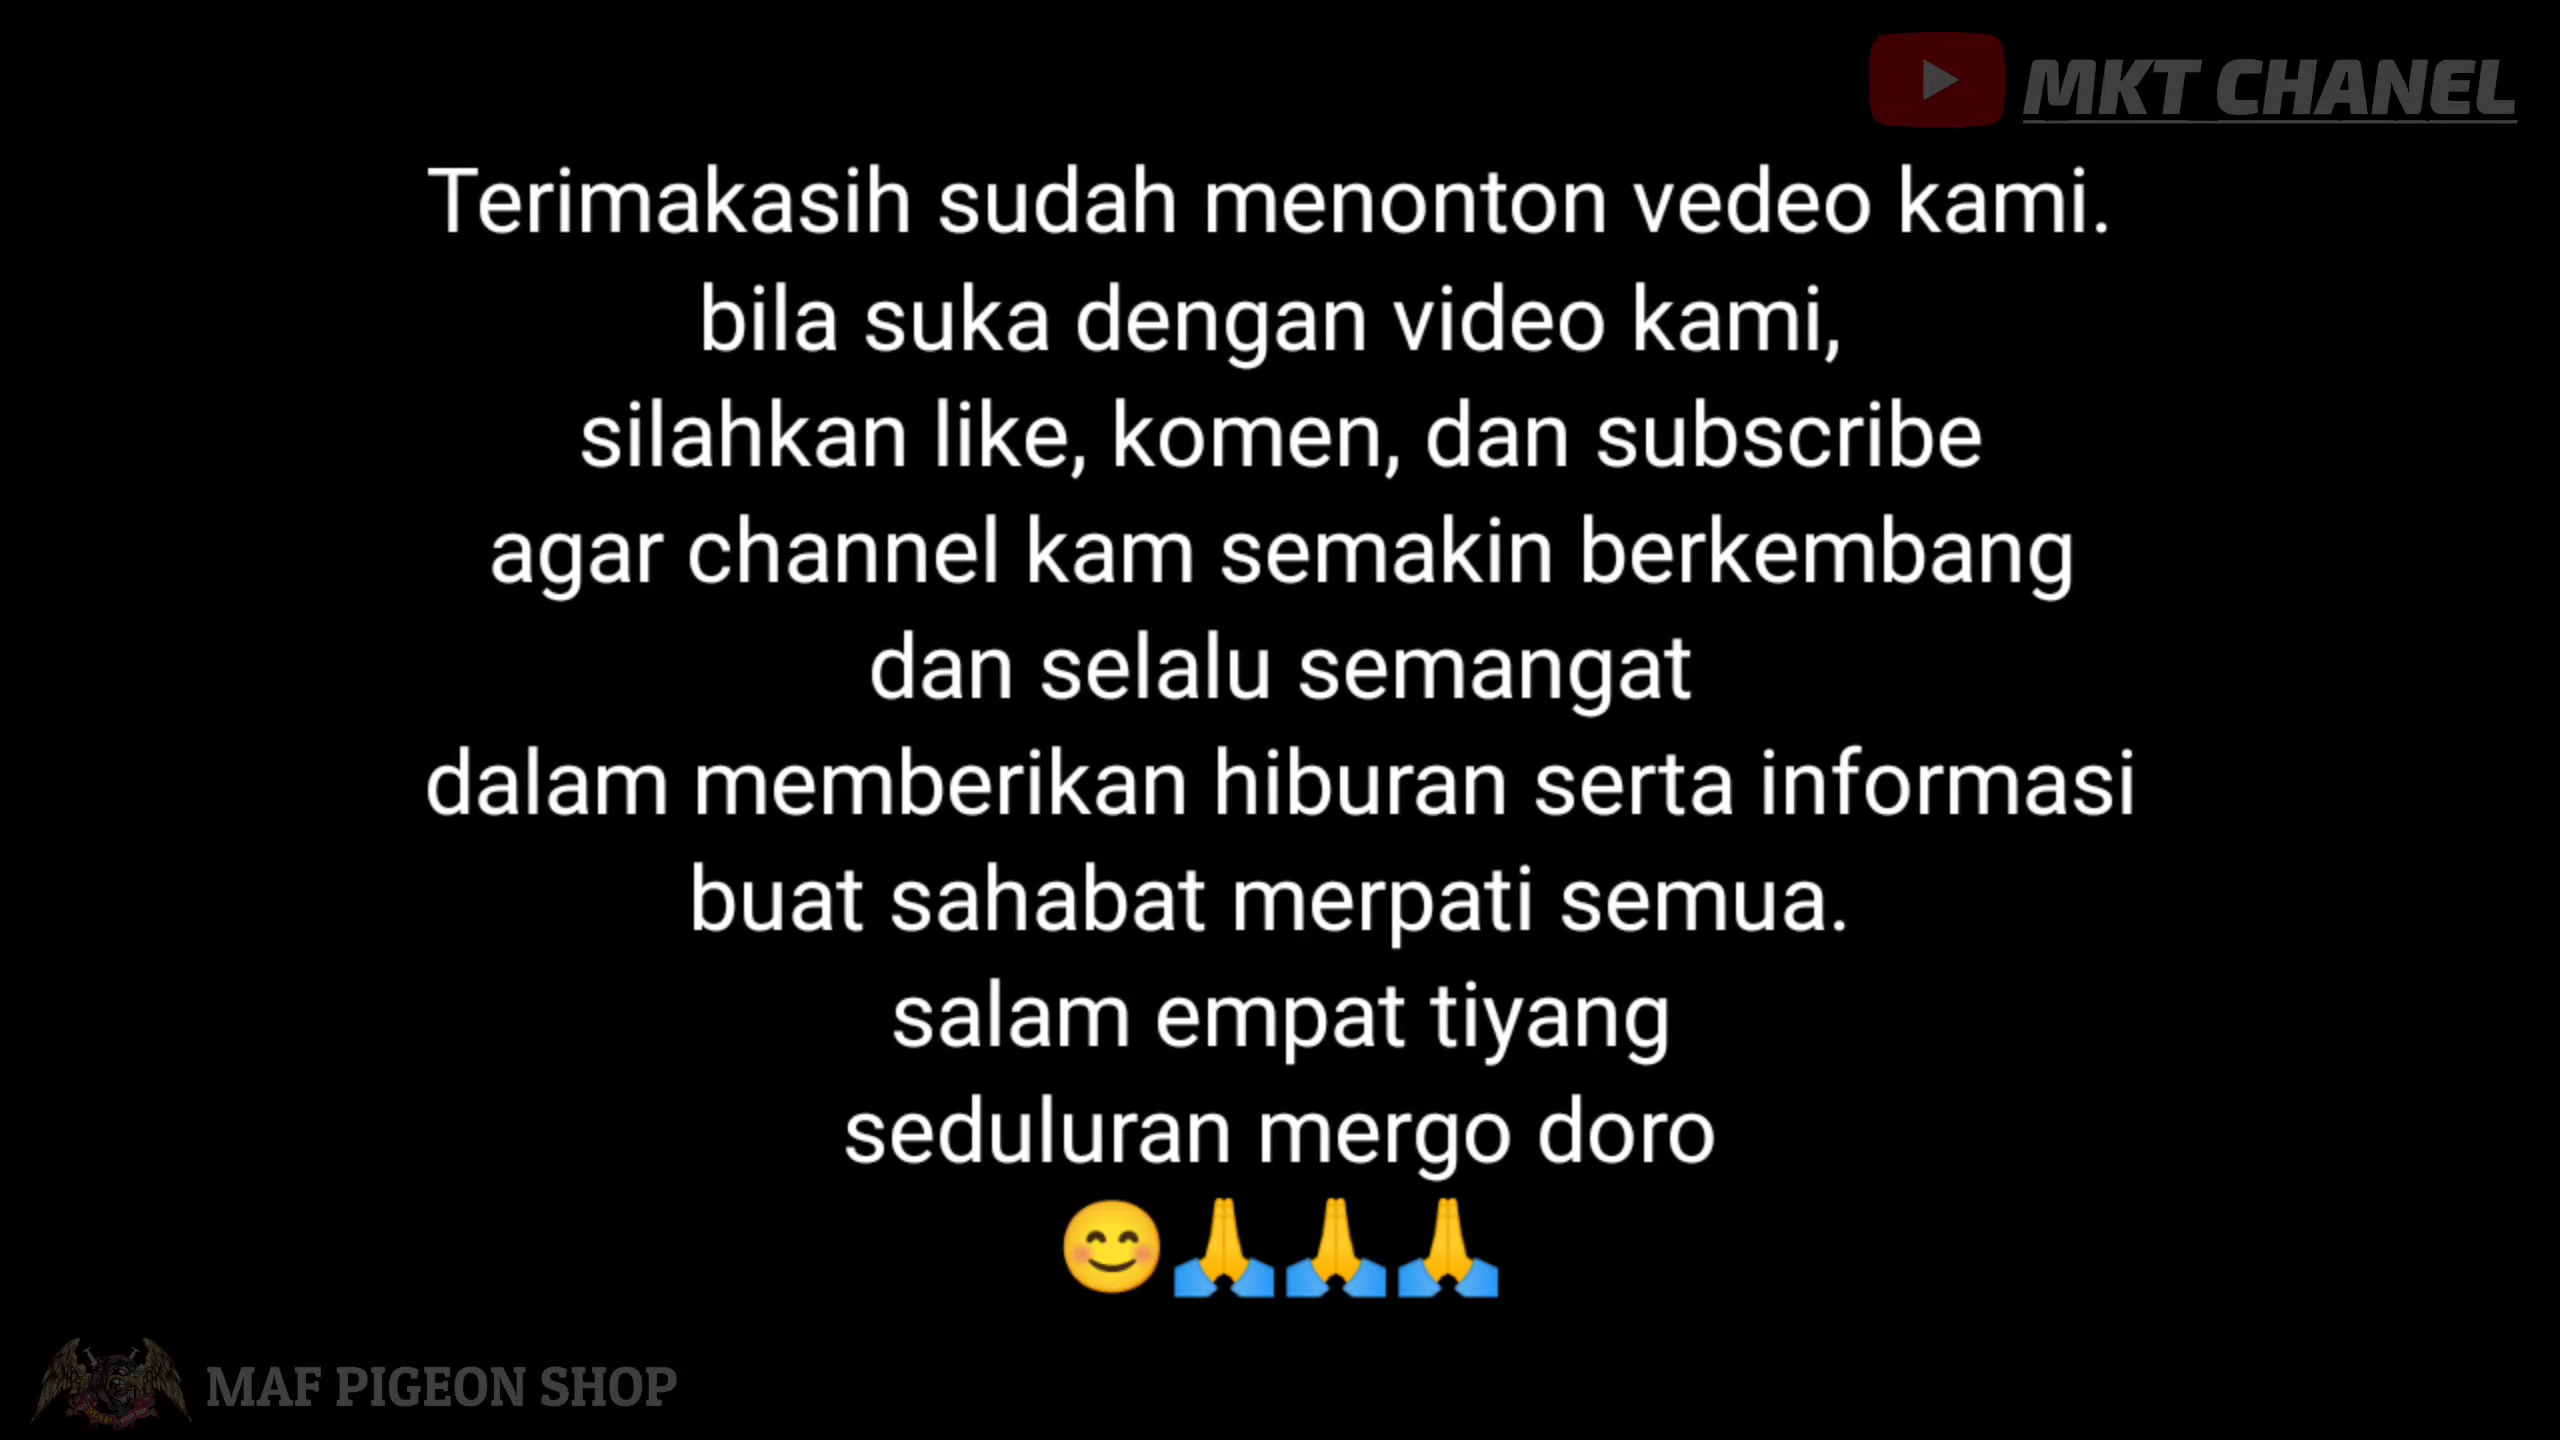 MKT CHANEL
Terimakasih sudah menonton vedeo kami.
bila suka dengan video kami,
silahkan like, komen, dan subscribe
agar channel kam semakin berkembang
dan selalu semangat
dalam memberikan hiburan serta informasi
buat sahabat merpati semua.
salam empat tiyang
seduluran mergo doro
😊🙏🙏🙏
MAF PIGEON SHOP